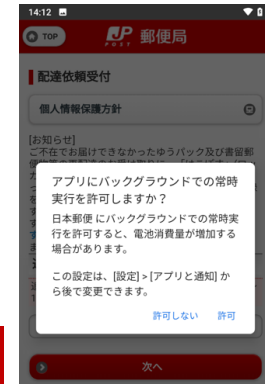 14:12
TOP
JP
POST
郵便局
配達依頼受付
個人情報保護方針
[お知らせ]
ご不在でお届けできなかったゆうパック及び書留郵
アプリにバックグラウンドでの常時
実行を許可しますか？
日本郵便 にバックグラウンドでの常時実
行を許可すると、電池消費量が増加する
場合があります。
この設定は、[設定] > [アプリと通知] か
ら後で変更できます。
許可しない 許可
次へ